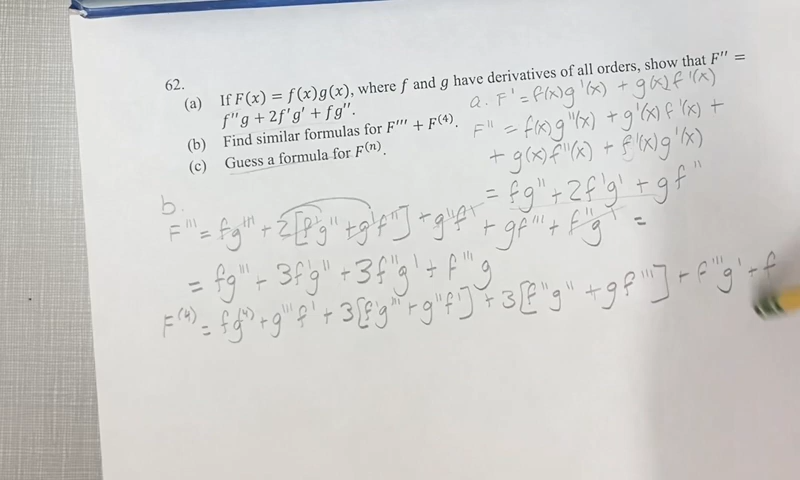 62.
(a) If F(x) = f(x)g(x), where f and g have derivatives of all orders, show that F″ =
f″g + 2f′g′ + fg″.
(b) Find similar formulas for F‴ + F⁽⁴⁾.
(c) Guess a formula for F⁽ⁿ⁾.
a. F' = f(x)g'(x) + g(x)f'(x)
F" = f(x)g"(x) + g'(x)f'(x) +
+ g(x)f"(x) + f'(x)g'(x)
= fg" + 2f'g' + gf"
b.
F''' = fg''' + 2[f'g" + g'f"] + g"f' + gf''' + f"g' =
= fg''' + 3f'g" + 3f"g' + f'''g
F⁽⁴⁾ = fg⁽⁴⁾ + g'''f' + 3[f'g''' + g"f'] + 3[f"g" + gf'''] + f'''g' + f